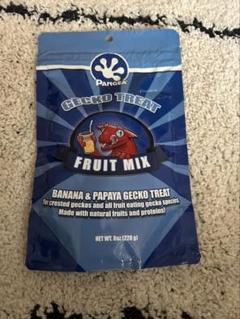 PANGEA
GECKO TREAT
FRUIT MIX
BANANA & PAPAYA GECKO TREAT
for crested geckos and all fruit eating gecko species
Made with natural fruits and proteins!
NET WT. 8oz (226 g)